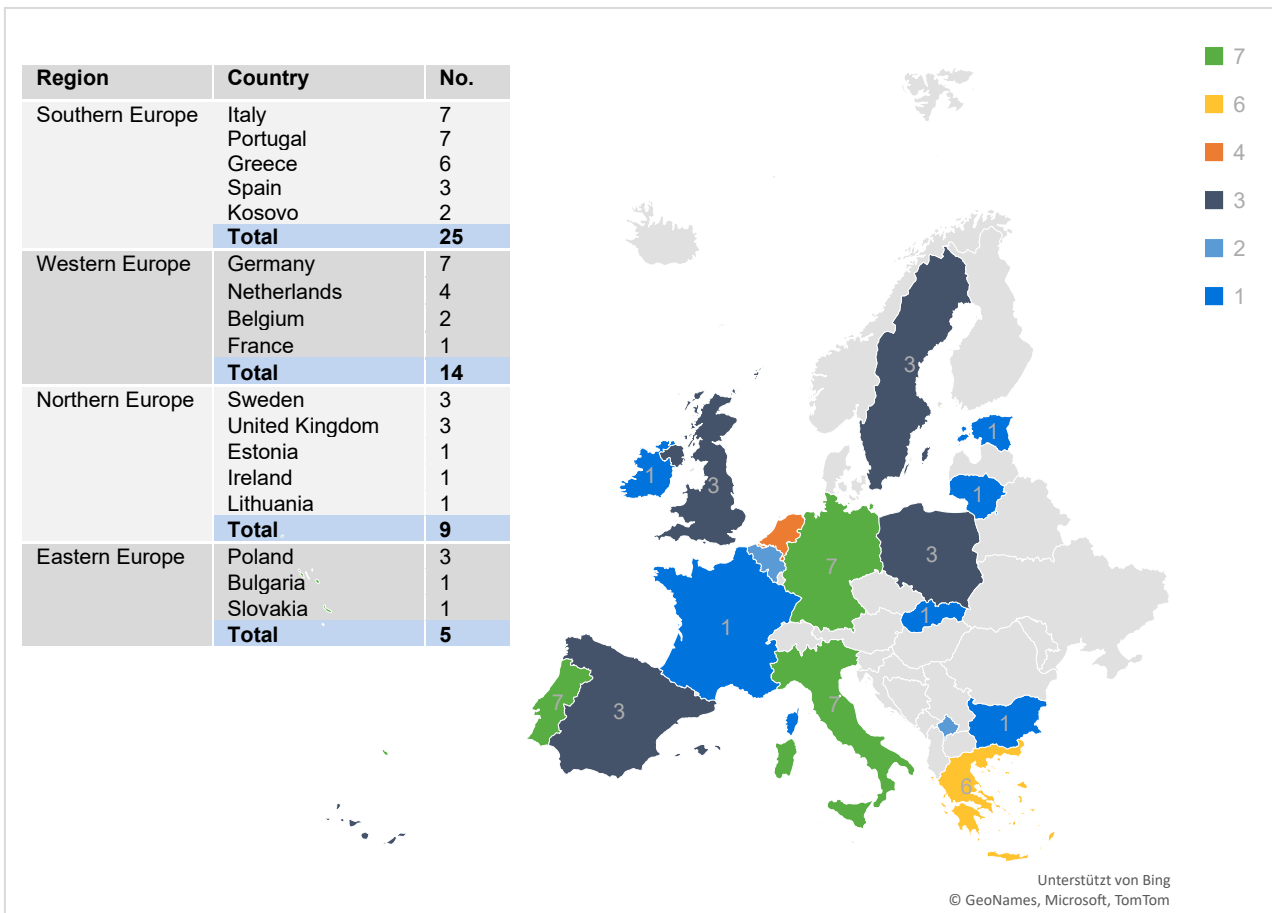 Region Country No.
Southern Europe Italy 7
Portugal 7
Greece 6
Spain 3
Kosovo 2
Total 25
Western Europe Germany 7
Netherlands 4
Belgium 2
France 1
Total 14
Northern Europe Sweden 3
United Kingdom 3
Estonia 1
Ireland 1
Lithuania 1
Total 9
Eastern Europe Poland 3
Bulgaria 1
Slovakia 1
Total 5
7
6
4
3
2
1
3
1
1
3
1
3
7
1
1
7
3
7
1
6
Unterstützt von Bing
© GeoNames, Microsoft, TomTom